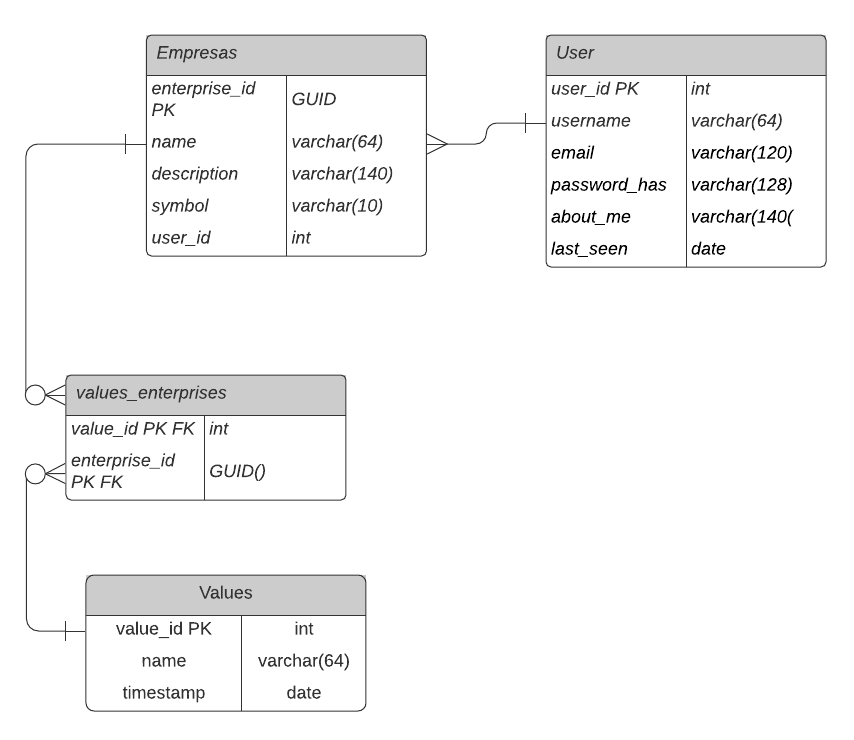 Empresas
enterprise_id
PK
GUID
name
varchar(64)
description
varchar(140)
symbol
varchar(10)
user_id
int
User
user_id PK
int
username
varchar(64)
email
varchar(120)
password_has
varchar(128)
about_me
varchar(140(
last_seen
date
values_enterprises
value_id PK FK
int
enterprise_id
PK FK
GUID()
Values
value_id PK
int
name
varchar(64)
timestamp
date